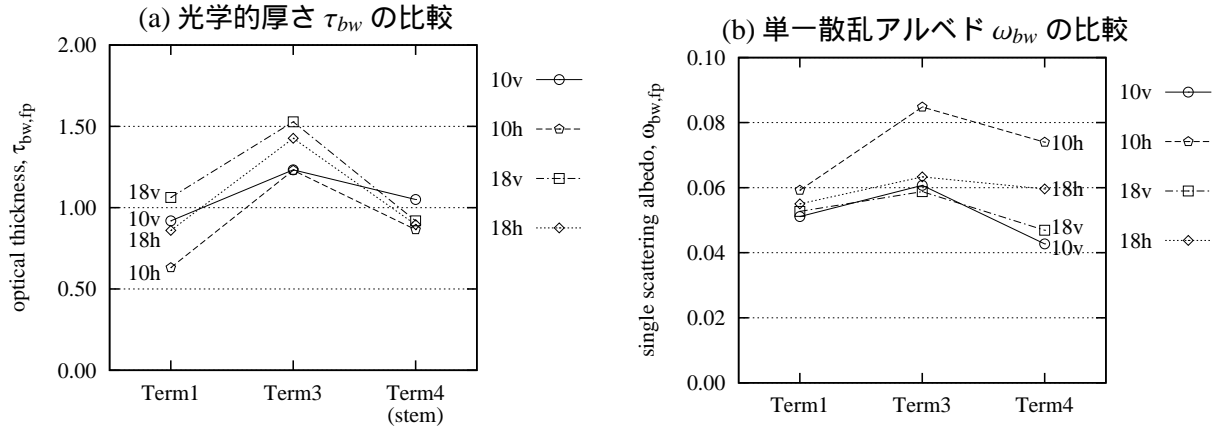 (a) 光学的厚さ τbw の比較
optical thickness, τbw,fp
2.00
1.50
1.00
0.50
0.00
18v
10v
18h
10h
Term1
Term3
Term4
(stem)
10v
10h
18v
18h
(b) 単一散乱アルベド ωbw の比較
single scattering albedo, ωbw,fp
0.10
0.08
0.06
0.04
0.02
0.00
10h
18h
18v
10v
Term1
Term3
Term4
10v
10h
18v
18h